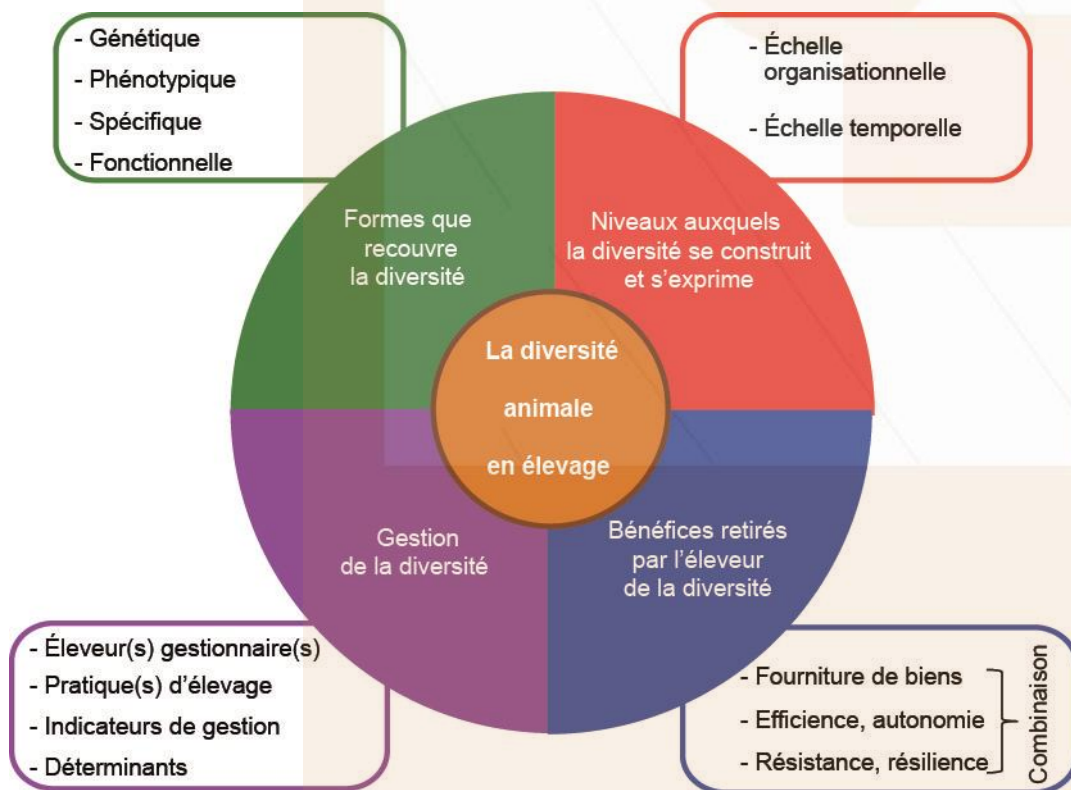 - Génétique
- Phénotypique
- Spécifique
- Fonctionnelle
- Échelle
organisationnelle
- Échelle temporelle
Formes que
recouvre
la diversité
Niveaux auxquels
la diversité se construit
et s’exprime
La diversité
animale
en élevage
Gestion
de la diversité
Bénéfices retirés
par l’éleveur
de la diversité
- Éleveur(s) gestionnaire(s)
- Pratique(s) d’élevage
- Indicateurs de gestion
- Déterminants
- Fourniture de biens
- Efficience, autonomie
- Résistance, résilience
Combinaison